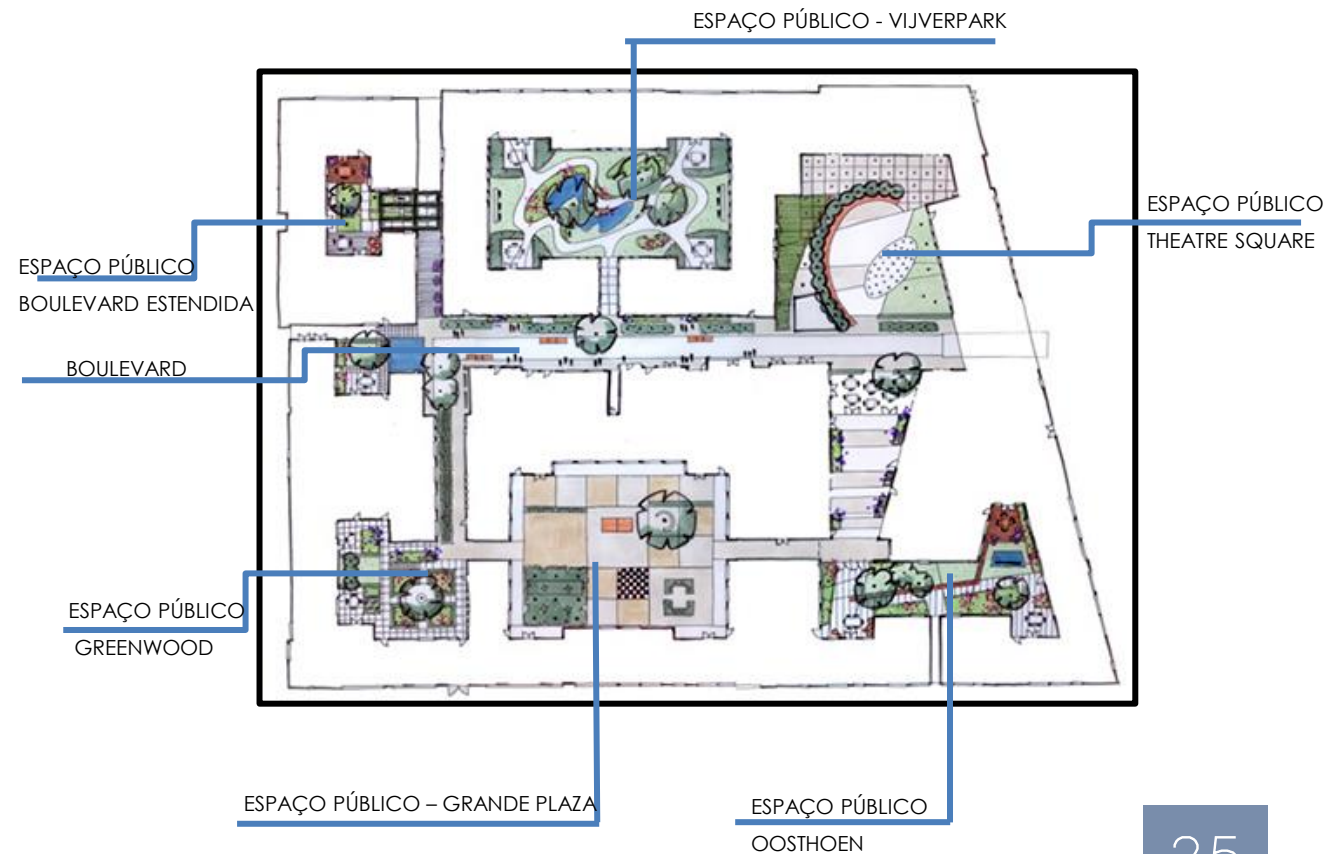 ESPAÇO PÚBLICO - VIJVERPARK
ESPAÇO PÚBLICO
THEATRE SQUARE
ESPAÇO PÚBLICO
BOULEVARD ESTENDIDA
BOULEVARD
ESPAÇO PÚBLICO
GREENWOOD
ESPAÇO PÚBLICO – GRANDE PLAZA
ESPAÇO PÚBLICO
OOSTHOEN
25